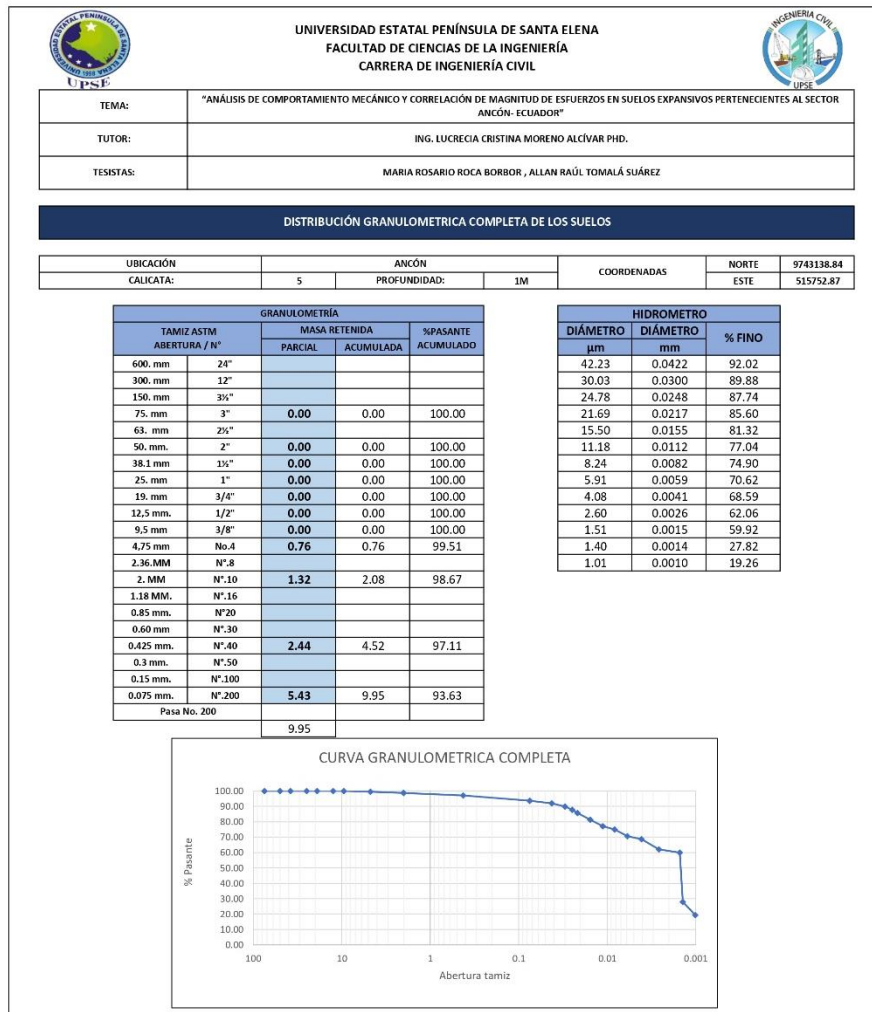 UNIVERSIDAD ESTATAL PENÍNSULA DE SANTA ELENA
FACULTAD DE CIENCIAS DE LA INGENIERÍA
CARRERA DE INGENIERÍA CIVIL
UPSE
INGENIERIA CIVIL
UPSE
TEMA: "ANÁLISIS DE COMPORTAMIENTO MECÁNICO Y CORRELACIÓN DE MAGNITUD DE ESFUERZOS EN SUELOS EXPANSIVOS PERTENECIENTES AL SECTOR
ANCÓN- ECUADOR"
TUTOR: ING. LUCRECIA CRISTINA MORENO ALCÍVAR PHD.
TESISTAS: MARIA ROSARIO ROCA BORBOR , ALLAN RAÚL TOMALÁ SUÁREZ
DISTRIBUCIÓN GRANULOMETRICA COMPLETA DE LOS SUELOS
UBICACIÓN ANCÓN COORDENADAS NORTE 9743138.84
CALICATA: 5 PROFUNDIDAD: 1M ESTE 515752.87
GRANULOMETRÍA
TAMIZ ASTM MASA RETENIDA %PASANTE
ABERTURA / N° PARCIAL ACUMULADA ACUMULADO
600. mm 24"
300. mm 12"
150. mm 3½"
75. mm 3" 0.00 0.00 100.00
63. mm 2½"
50. mm. 2" 0.00 0.00 100.00
38.1 mm 1½" 0.00 0.00 100.00
25. mm 1" 0.00 0.00 100.00
19. mm 3/4" 0.00 0.00 100.00
12,5 mm. 1/2" 0.00 0.00 100.00
9,5 mm 3/8" 0.00 0.00 100.00
4,75 mm No.4 0.76 0.76 99.51
2.36.MM N°.8
2. MM N°.10 1.32 2.08 98.67
1.18 MM. N°.16
0.85 mm. N°20
0.60 mm N°.30
0.425 mm. N°.40 2.44 4.52 97.11
0.3 mm. N°.50
0.15 mm. N°.100
0.075 mm. N°.200 5.43 9.95 93.63
Pasa No. 200
9.95
HIDROMETRO
DIÁMETRO DIÁMETRO % FINO
µm mm
42.23 0.0422 92.02
30.03 0.0300 89.88
24.78 0.0248 87.74
21.69 0.0217 85.60
15.50 0.0155 81.32
11.18 0.0112 77.04
8.24 0.0082 74.90
5.91 0.0059 70.62
4.08 0.0041 68.59
2.60 0.0026 62.06
1.51 0.0015 59.92
1.40 0.0014 27.82
1.01 0.0010 19.26
CURVA GRANULOMETRICA COMPLETA
% Pasante
100.00
90.00
80.00
70.00
60.00
50.00
40.00
30.00
20.00
10.00
0.00
100 10 1 0.1 0.01 0.001
Abertura tamiz